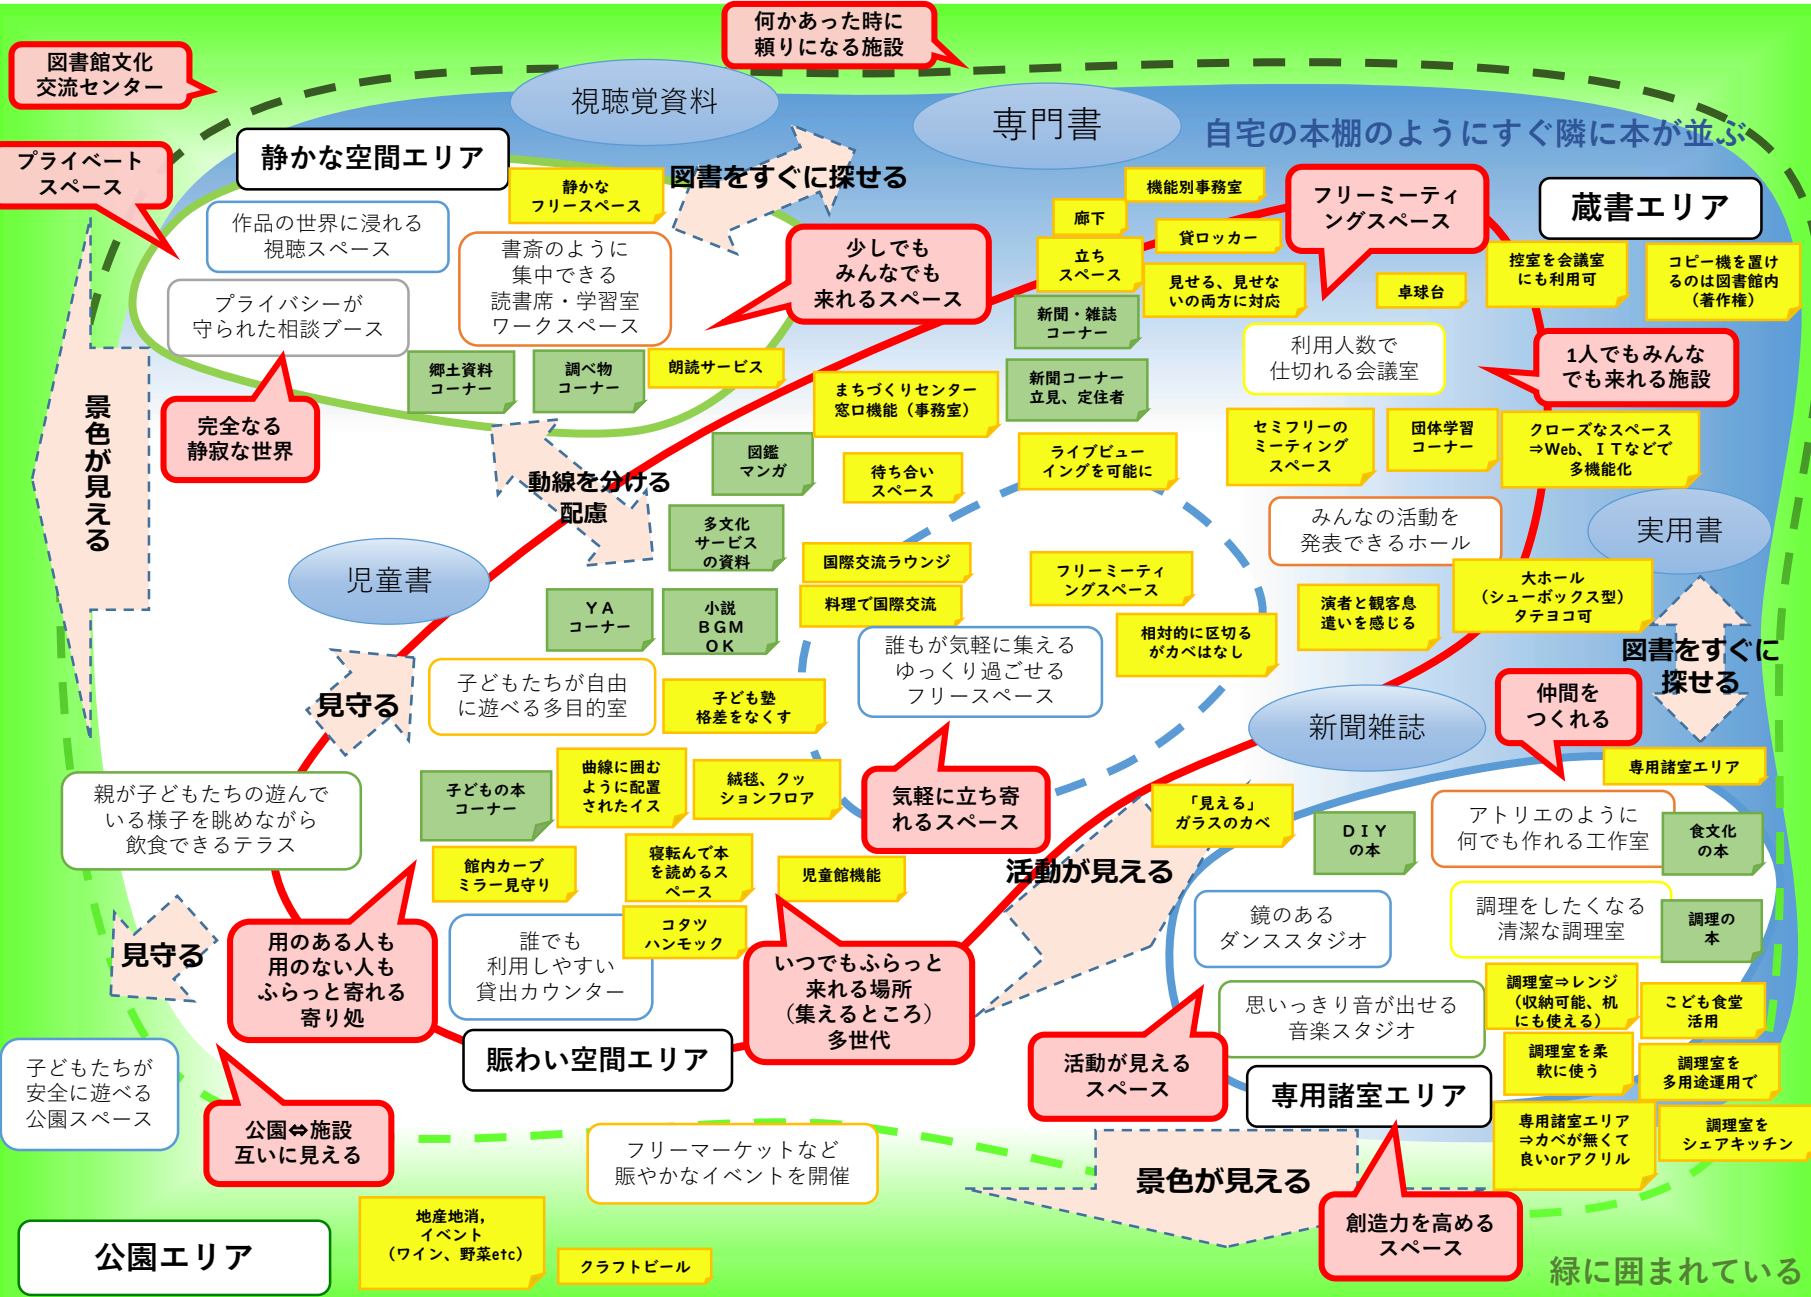 何かあった時に
頼りになる施設
図書館文化
交流センター
視聴覚資料
専門書
自宅の本棚のようにすぐ隣に本が並ぶ
プライベート
スペース
静かな空間エリア
静かな
フリースペース
図書をすぐに探せる
機能別事務室
フリーミーティ
ングスペース
蔵書エリア
作品の世界に浸れる
視聴スペース
書斎のように
集中できる
読書席・学習室
ワークスペース
少しでも
みんなでも
来れるスペース
廊下
貸ロッカー
立ち
スペース
見せる、見せな
いの両方に対応
卓球台
控室を会議室
にも利用可
コピー機を置け
るのは図書館内
（著作権）
プライバシーが
守られた相談ブース
新聞・雑誌
コーナー
利用人数で
仕切れる会議室
1人でもみんな
でも来れる施設
郷土資料
コーナー
調べ物
コーナー
朗読サービス
まちづくりセンター
窓口機能（事務室）
新聞コーナー
立見、定住者
景色が見える
完全なる
静寂な世界
図鑑
マンガ
待ち合い
スペース
ライブビュー
イングを可能に
セミフリーの
ミーティング
スペース
団体学習
コーナー
クローズなスペース
⇒Web、ＩＴなどで
多機能化
動線を分ける
配慮
多文化
サービス
の資料
みんなの活動を
発表できるホール
実用書
児童書
国際交流ラウンジ
料理で国際交流
フリーミーティ
ングスペース
大ホール
（シューボックス型）
タテヨコ可
ＹＡ
コーナー
小説
ＢＧＭ
ＯＫ
誰もが気軽に集える
ゆっくり過ごせる
フリースペース
相対的に区切る
がカベはなし
演者と観客息
遣いを感じる
図書をすぐに
探せる
見守る
子どもたちが自由
に遊べる多目的室
子ども塾
格差をなくす
新聞雑誌
仲間を
つくれる
親が子どもたちの遊んで
いる様子を眺めながら
飲食できるテラス
子どもの本
コーナー
曲線に囲む
ように配置
されたイス
絨毯、クッ
ションフロア
気軽に立ち寄
れるスペース
「見える」
ガラスのカベ
専用諸室エリア
ＤＩＹ
の本
アトリエのように
何でも作れる工作室
食文化
の本
館内カーブ
ミラー見守り
寝転んで本
を読めるス
ペース
児童館機能
活動が見える
見守る
用のある人も
用のない人も
ふらっと寄れる
寄り処
誰でも
利用しやすい
貸出カウンター
コタツ
ハンモック
いつでもふらっと
来れる場所
（集えるところ）
多世代
鏡のある
ダンススタジオ
調理をしたくなる
清潔な調理室
調理の
本
思いっきり音が出せる
音楽スタジオ
調理室⇒レンジ
（収納可能、机
にも使える）
こども食堂
活用
子どもたちが
安全に遊べる
公園スペース
賑わい空間エリア
活動が見える
スペース
専用諸室エリア
調理室を柔
軟に使う
調理室を
多用途運用で
公園⇔施設
互いに見える
フリーマーケットなど
賑やかなイベントを開催
景色が見える
専用諸室エリア
⇒カベが無くて
良いorアクリル
調理室を
シェアキッチン
公園エリア
地産地消，
イベント
（ワイン、野菜etc）
クラフトビール
創造力を高める
スペース
緑に囲まれている